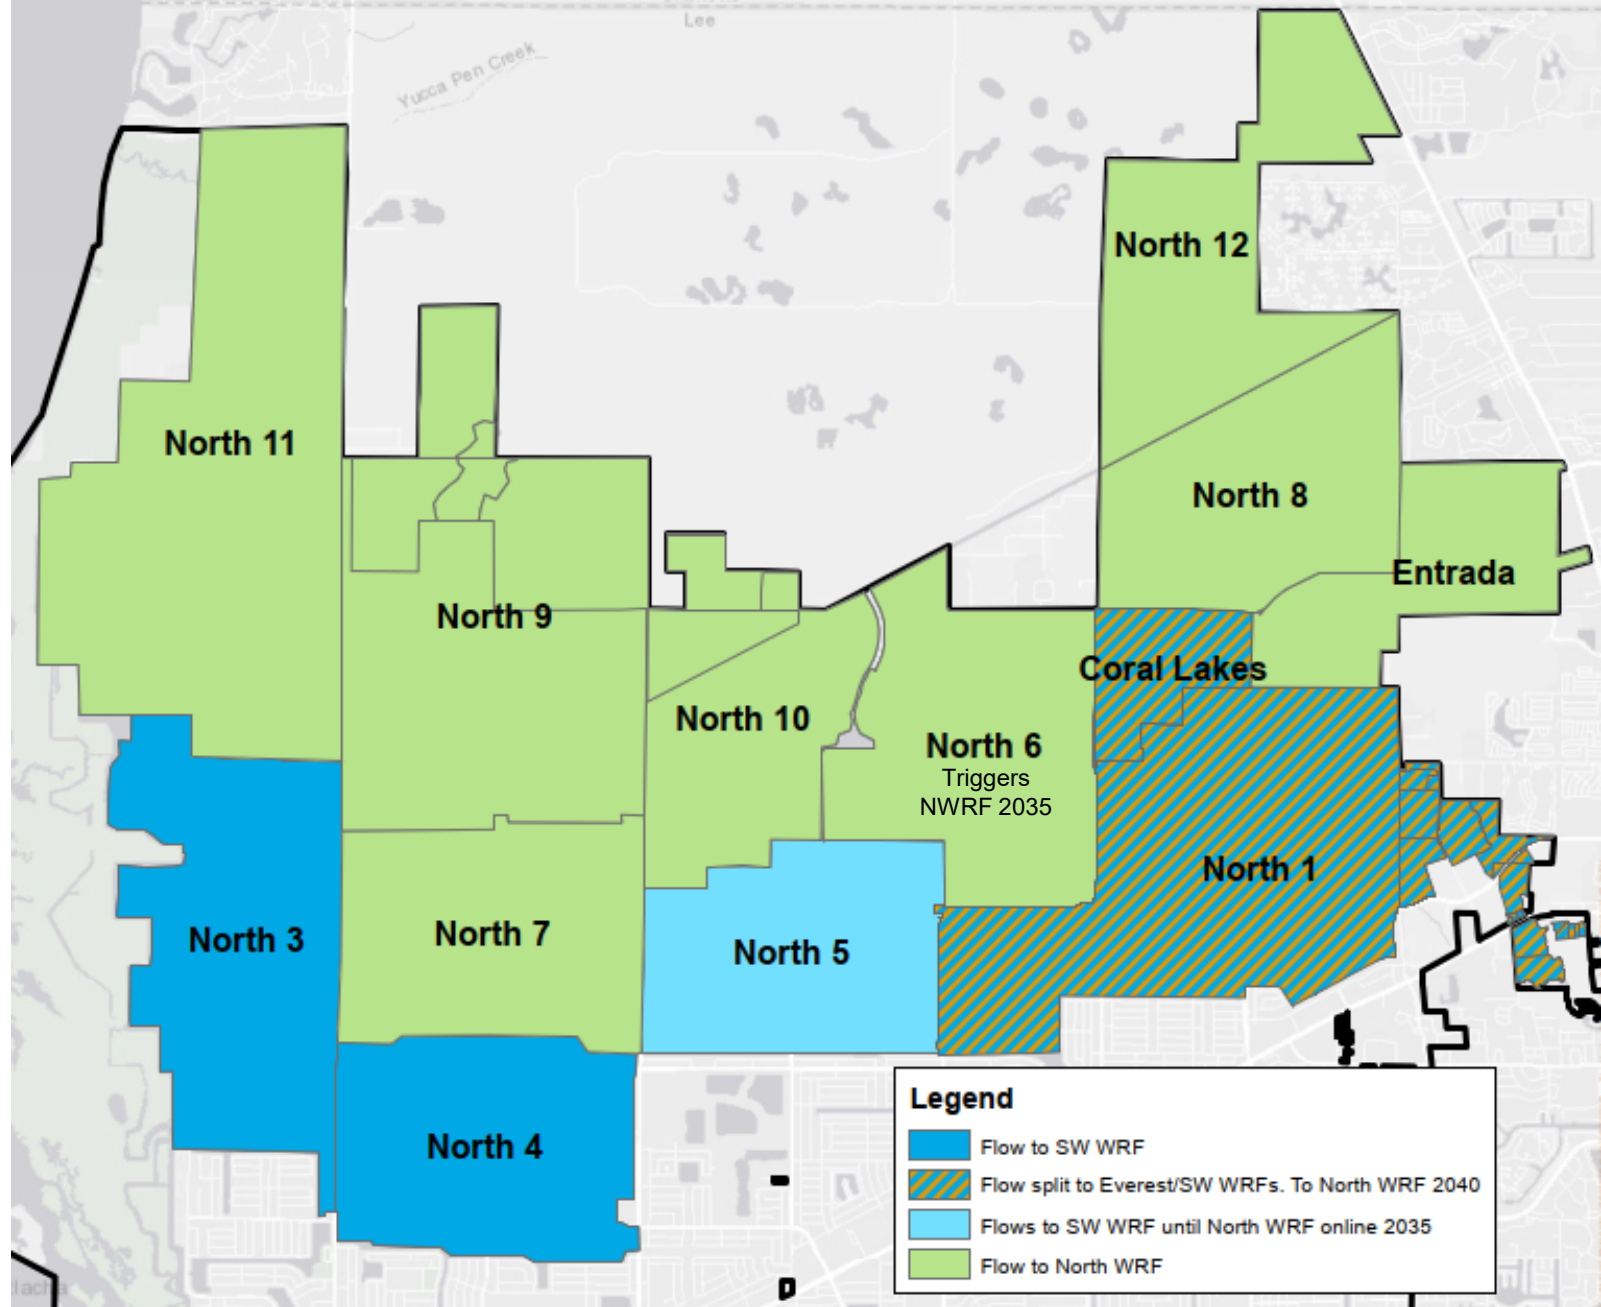 Lee
Yucca Pen Creek
North 12
North 11
North 8
Entrada
North 9
Coral Lakes
North 10
North 6
Triggers
NWRF 2035
North 1
North 3
North 7
North 5
North 4
Legend
Flow to SW WRF
Flow split to Everest/SW WRFs. To North WRF 2040
Flows to SW WRF until North WRF online 2035
Flow to North WRF